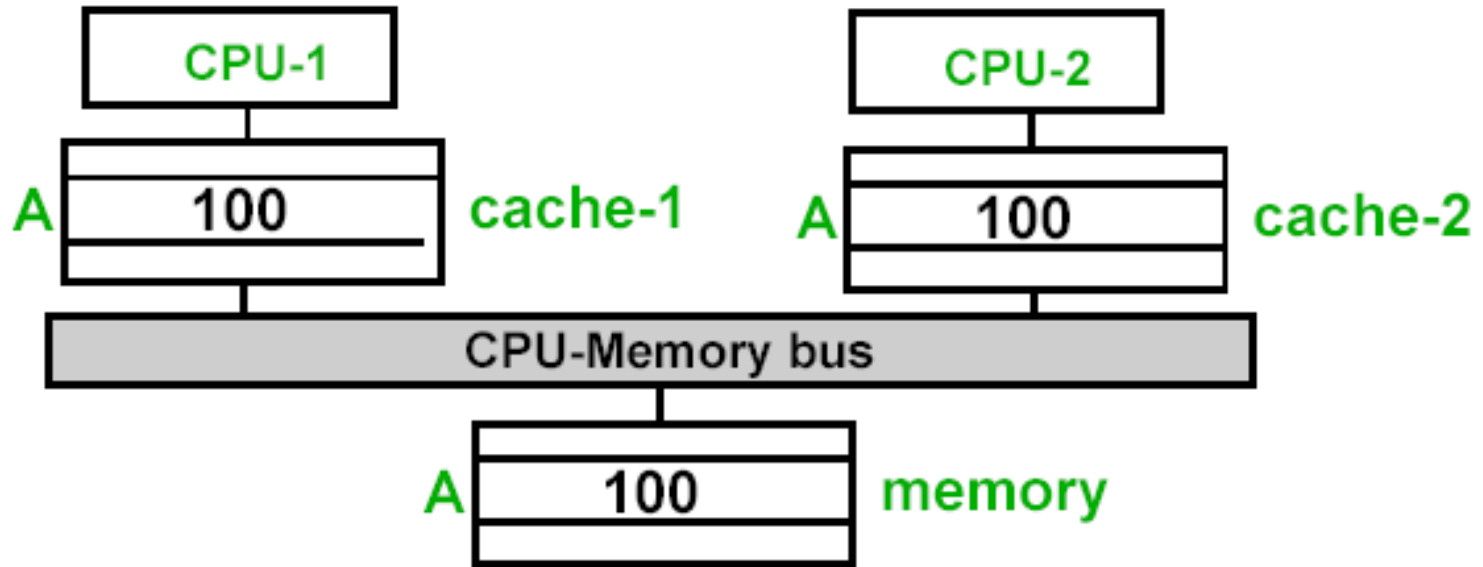 CPU-1
CPU-2
A 100 cache-1
A 100 cache-2
CPU-Memory bus
A 100 memory